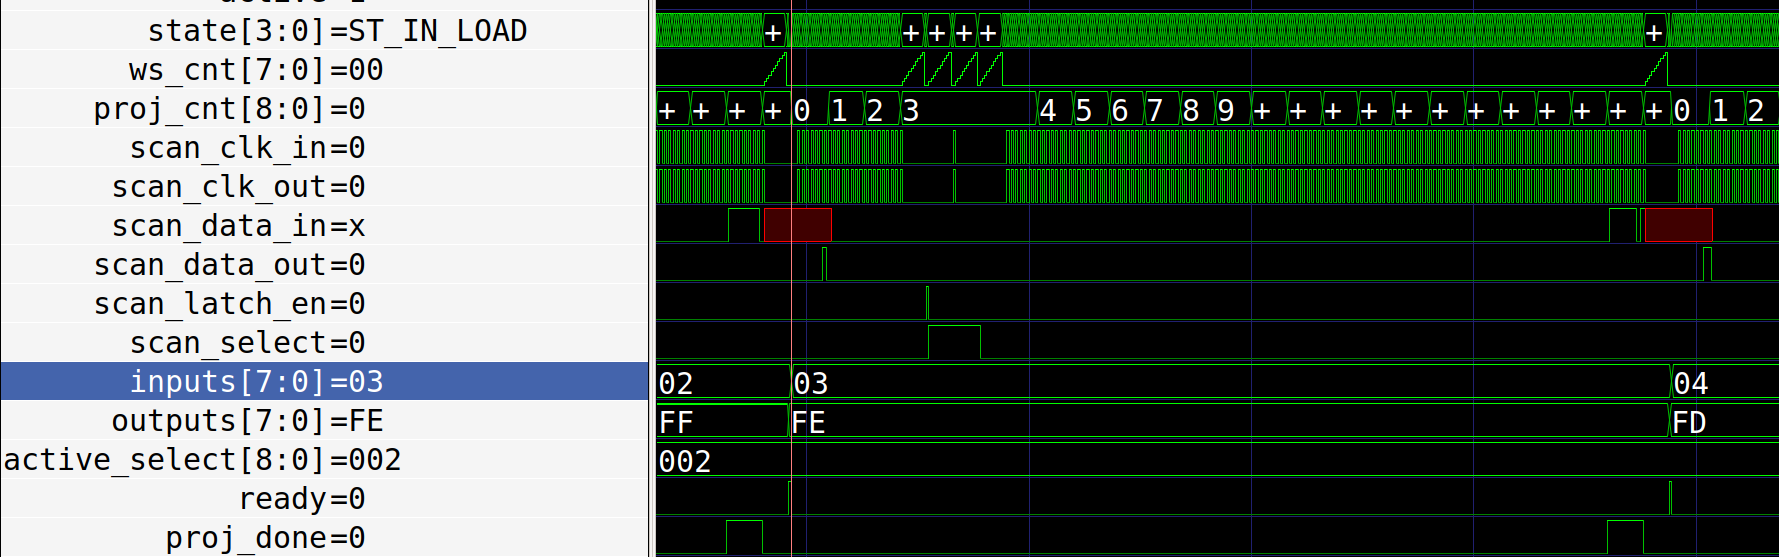 state[3:0]=ST_IN_LOAD + + + + + +
ws_cnt[7:0]=00
proj_cnt[8:0]=0 + + + + 0 1 2 3 4 5 6 7 8 9 + + + + + + + + + + + + 0 1 2
scan_clk_in=0
scan_clk_out=0
scan_data_in=x
scan_data_out=0
scan_latch_en=0
scan_select=0
inputs[7:0]=03 02 03 04
outputs[7:0]=FE FF FE FD
active_select[8:0]=002 002
ready=0
proj_done=0